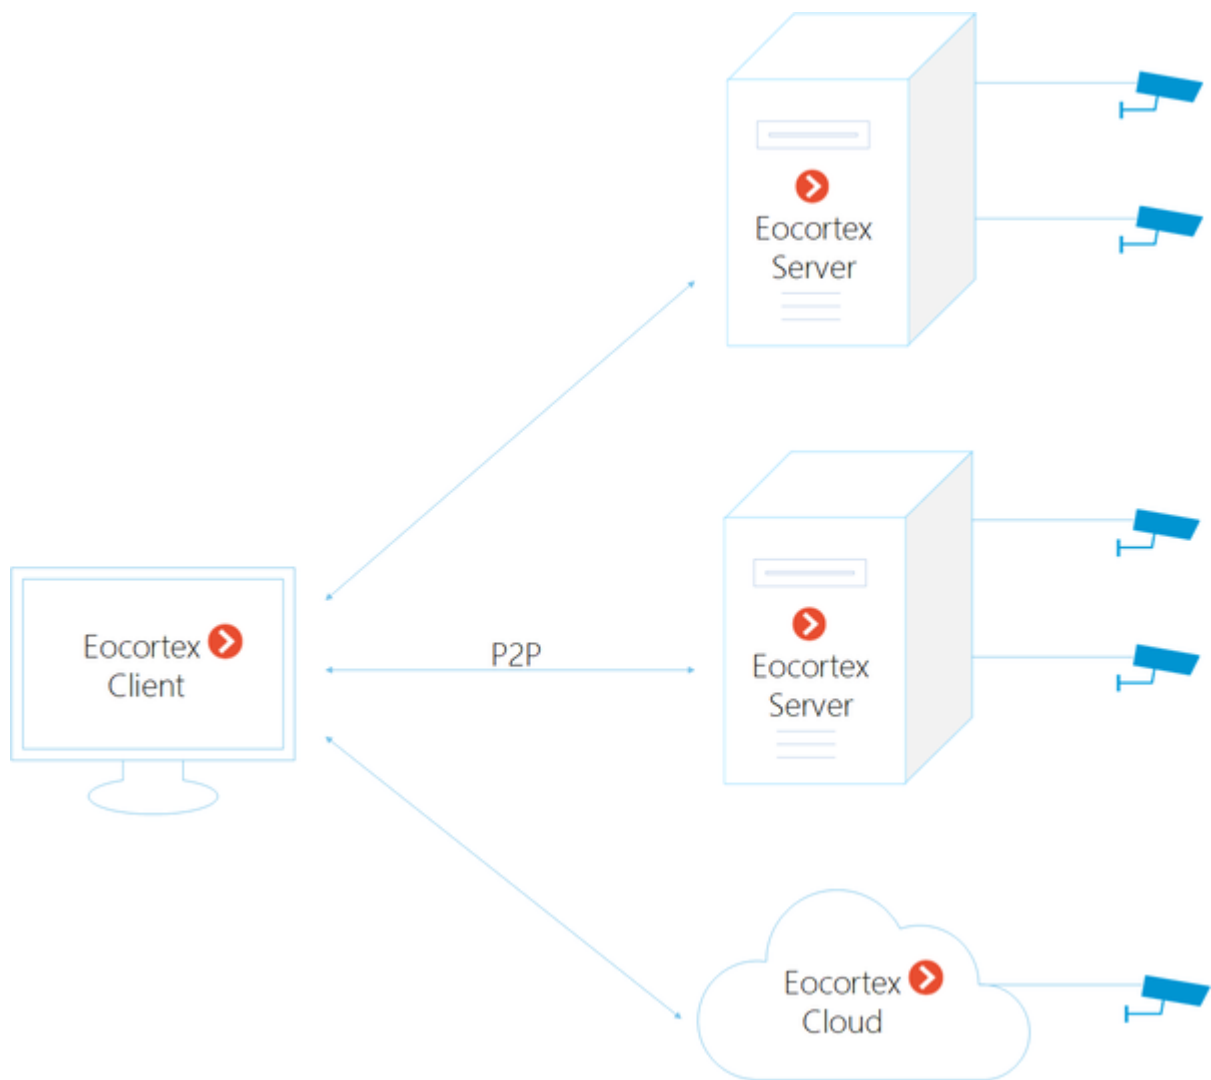 Eocortex
Server
P2P
Eocortex
Client
Eocortex
Server
Eocortex
Cloud